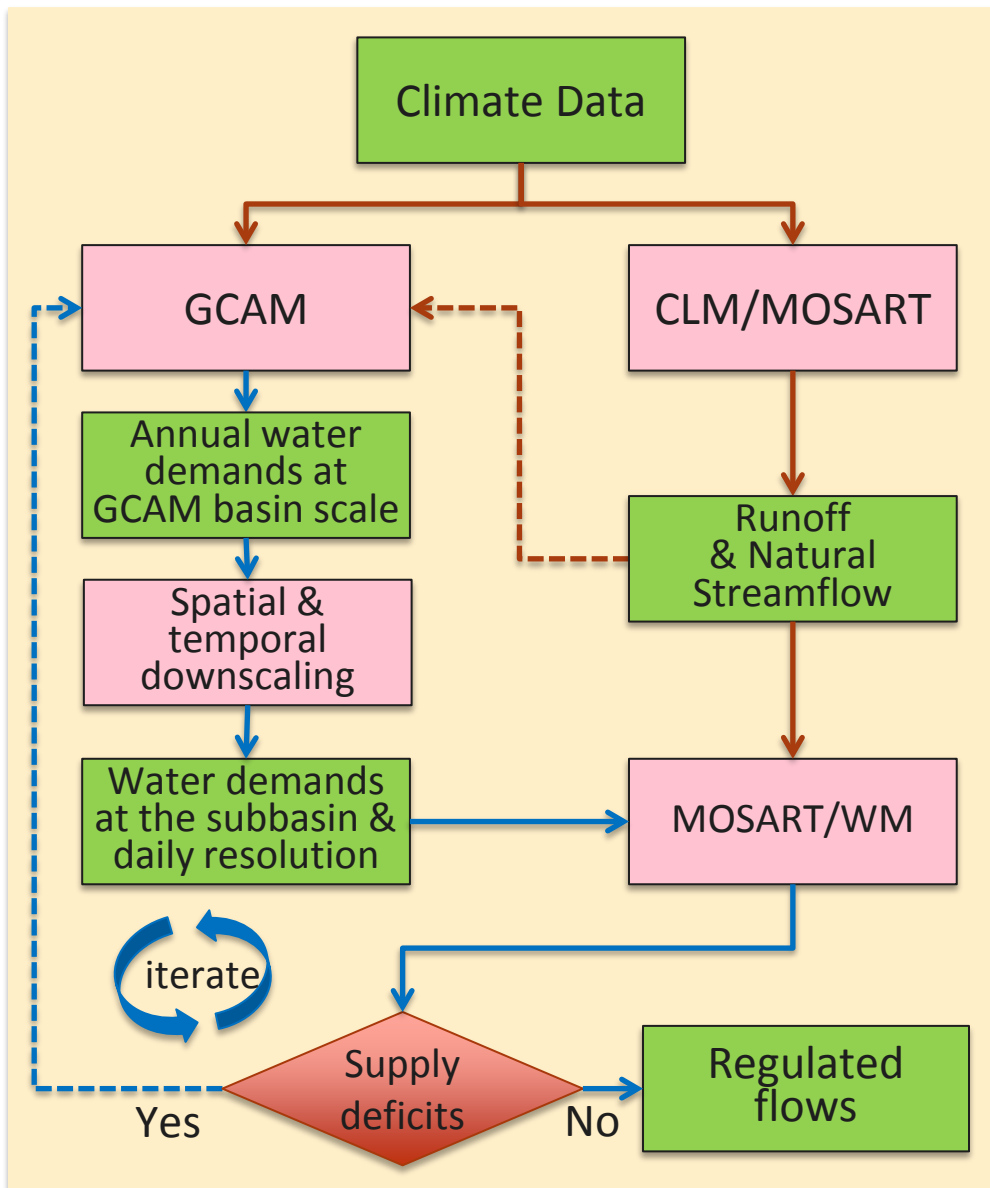 Climate Data
GCAM
CLM/MOSART
Annual water
demands at
GCAM basin scale
Runoff
& Natural
Streamflow
Spatial &
temporal
downscaling
Water demands
at the subbasin &
daily resolution
MOSART/WM
iterate
Supply
deficits
Yes
No
Regulated
flows